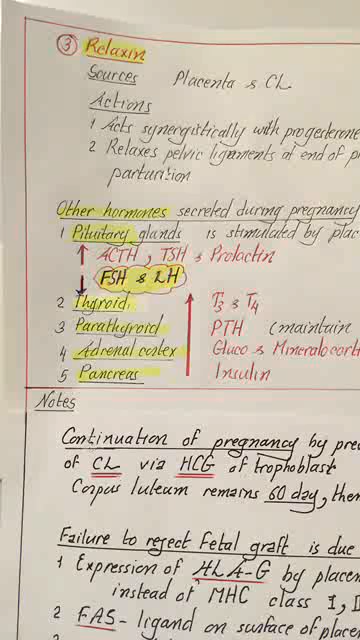 3 Relaxin
Sources Placenta & CL
Actions
1 Acts synergistically with progesterone
2 Relaxes pelvic ligaments at end of
parturition
Other hormones secreted during pregnancy
1 Pituitary glands is stimulated by
↑ ACTH, TSH & Prolactin
↓ FSH & LH
2 Thyroid ↑ T3 & T4
3 Parathyroid PTH (maintain
4 Adrenal cortex Gluco & Mineralocorti
5 Pancreas Insulin
Notes
Continuation of pregnancy by
of CL via HCG of trophoblast
Corpus luteum remains 60 day,
Failure to reject Fetal graft is due
1 Expression of HLA-G by
instead of MHC class I,
2 FAS - ligand on surface of